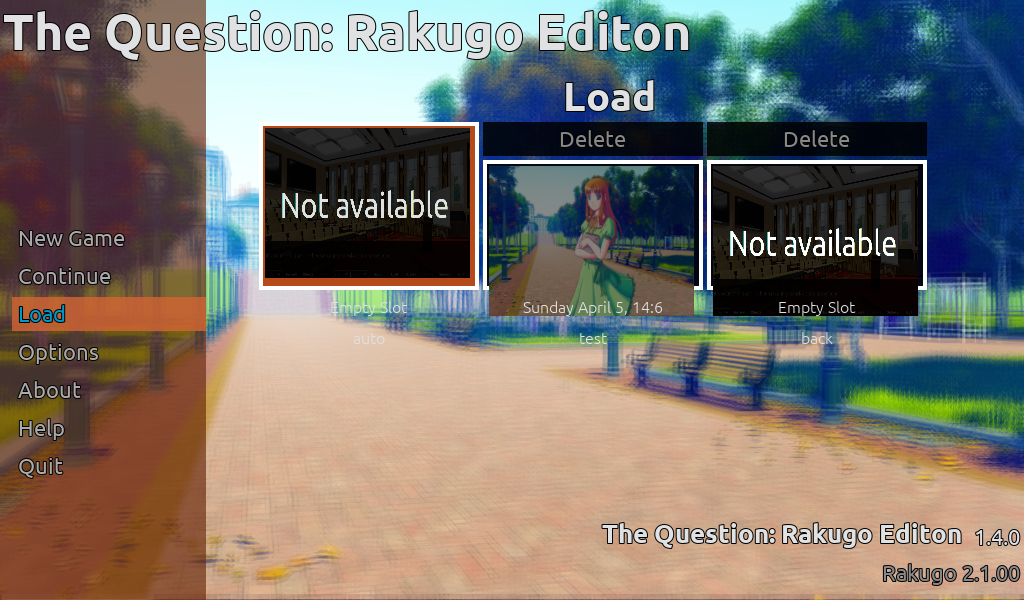 The Question: Rakugo Editon
Load
Delete
Delete
Not available
Not available
Empty Slot
Sunday April 5, 14:6
Empty Slot
auto
test
back
New Game
Continue
Load
Options
About
Help
Quit
The Question: Rakugo Editon 1.4.0
Rakugo 2.1.00